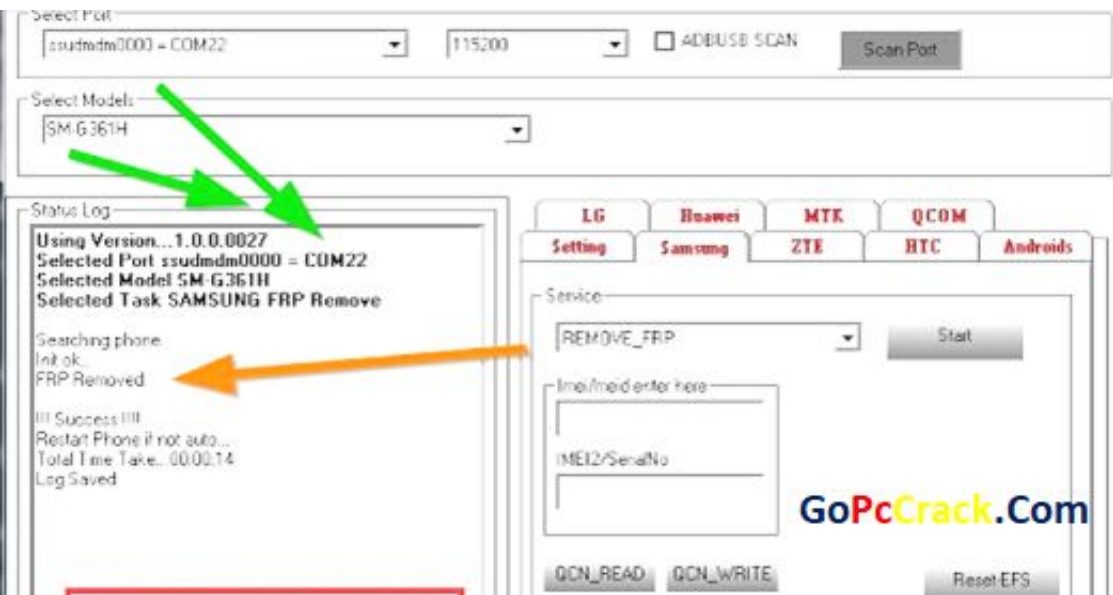 Select Port
ssudmdm0000 = COM22
115200
ADBUSB SCAN
Scan Port
Select Models
SM-G361H
Status Log
Using Version...1.0.0.0027
Selected Port ssudmdm0000 = COM22
Selected Model SM-G361H
Selected Task SAMSUNG FRP Remove
Searching phone
Init ok...
FRP Removed
!!!! Success !!!!
Restart Phone if not auto...
Total Time Take.. 00:00:14
Log Saved
LG
Huawei
MTK
QCOM
Setting
Samsung
ZTE
HTC
Androids
Service
REMOVE_FRP
Start
Imei/meid enter here
IMEI2/SerialNo
GoPcCrack.Com
QCN_READ
QCN_WRITE
Reset EFS